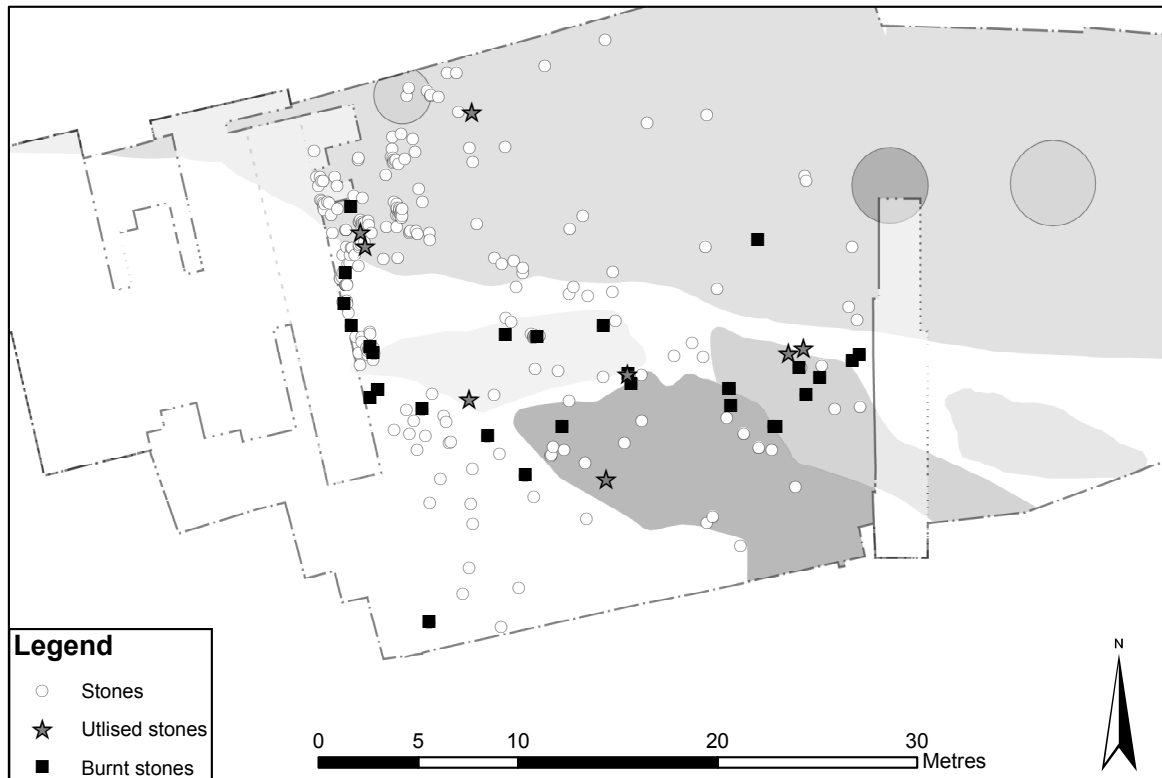 N
Legend
Stones
Utlised stones
Burnt stones
0 5 10 20 30
Metres